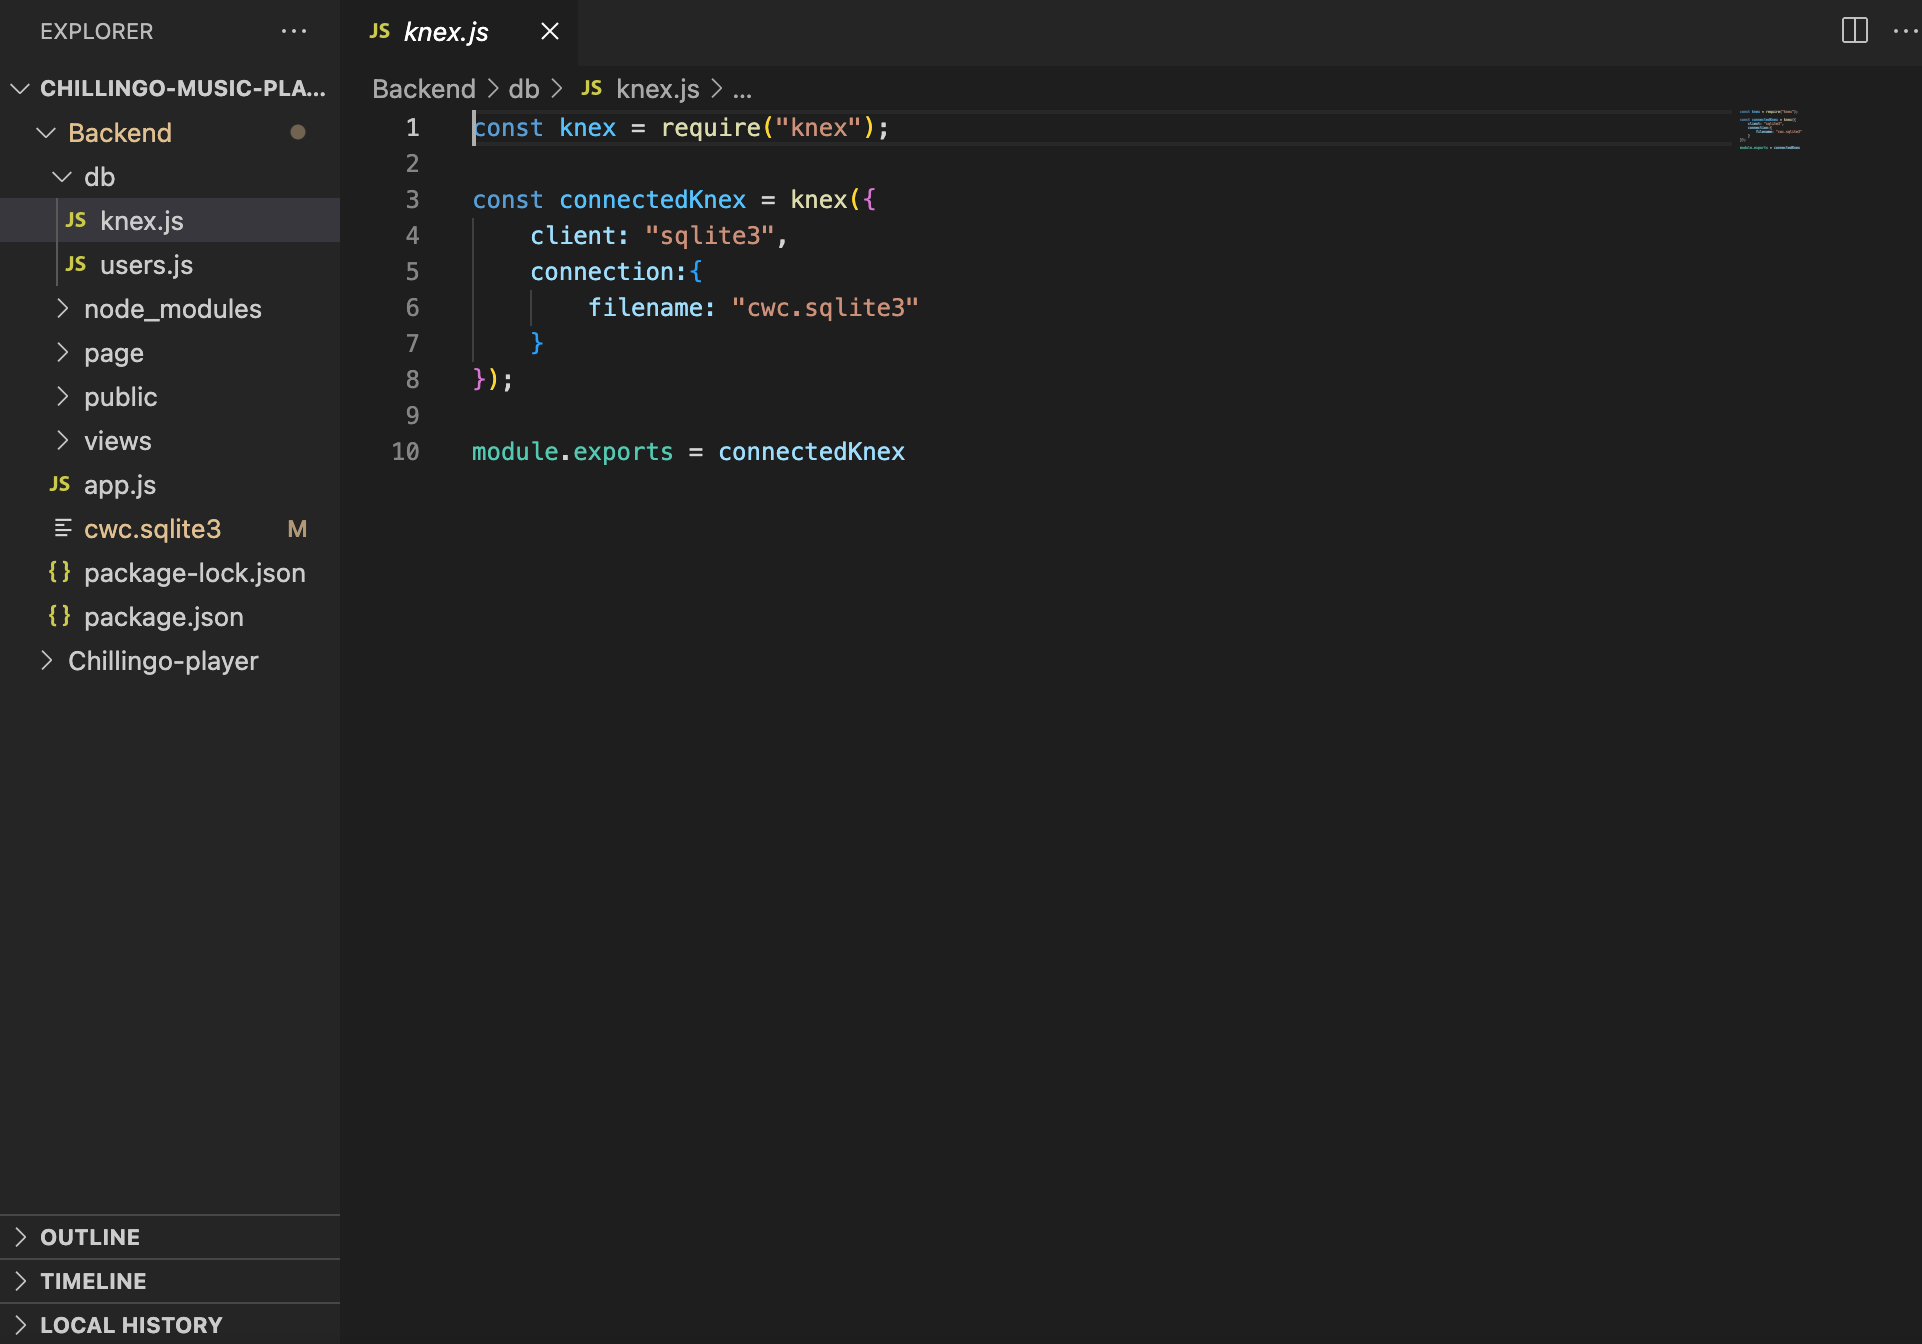 EXPLORER
CHILLINGO-MUSIC-PLA...
Backend
db
JS knex.js
JS users.js
node_modules
page
public
views
JS app.js
cwc.sqlite3 M
{} package-lock.json
{} package.json
Chillingo-player
OUTLINE
TIMELINE
LOCAL HISTORY
JS knex.js
Backend > db > JS knex.js > ...
1 const knex = require("knex");
2
3 const connectedKnex = knex({
4 client: "sqlite3",
5 connection:{
6 filename: "cwc.sqlite3"
7 }
8 });
9
10 module.exports = connectedKnex